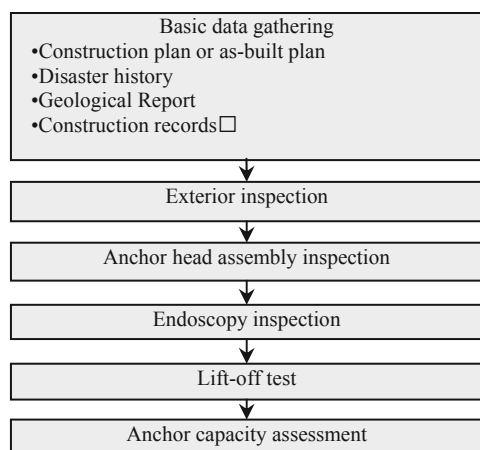 Basic data gathering
•Construction plan or as-built plan
•Disaster history
•Geological Report
•Construction records□
Exterior inspection
Anchor head assembly inspection
Endoscopy inspection
Lift-off test
Anchor capacity assessment